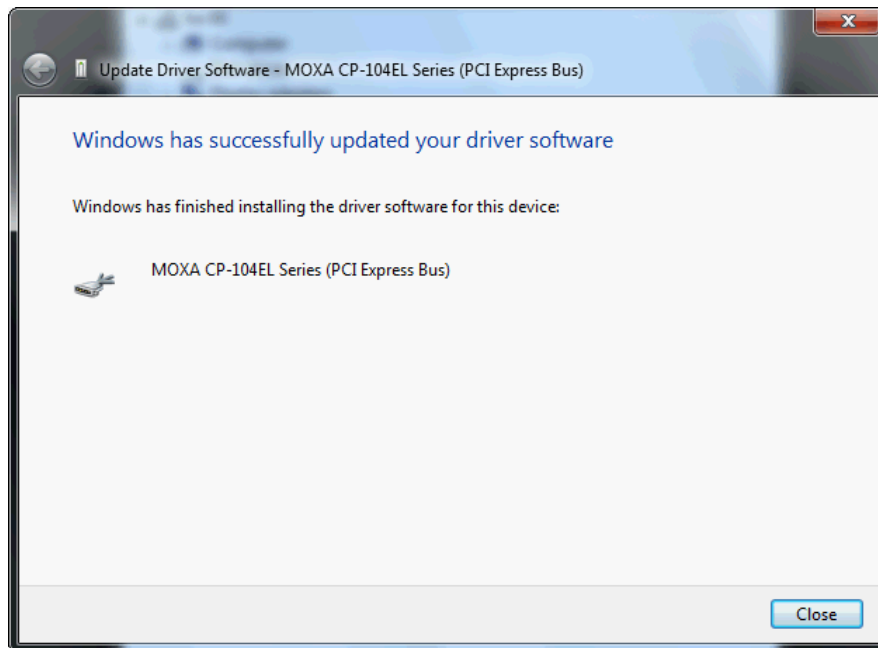 Update Driver Software - MOXA CP-104EL Series (PCI Express Bus)
Windows has successfully updated your driver software
Windows has finished installing the driver software for this device:
MOXA CP-104EL Series (PCI Express Bus)
Close